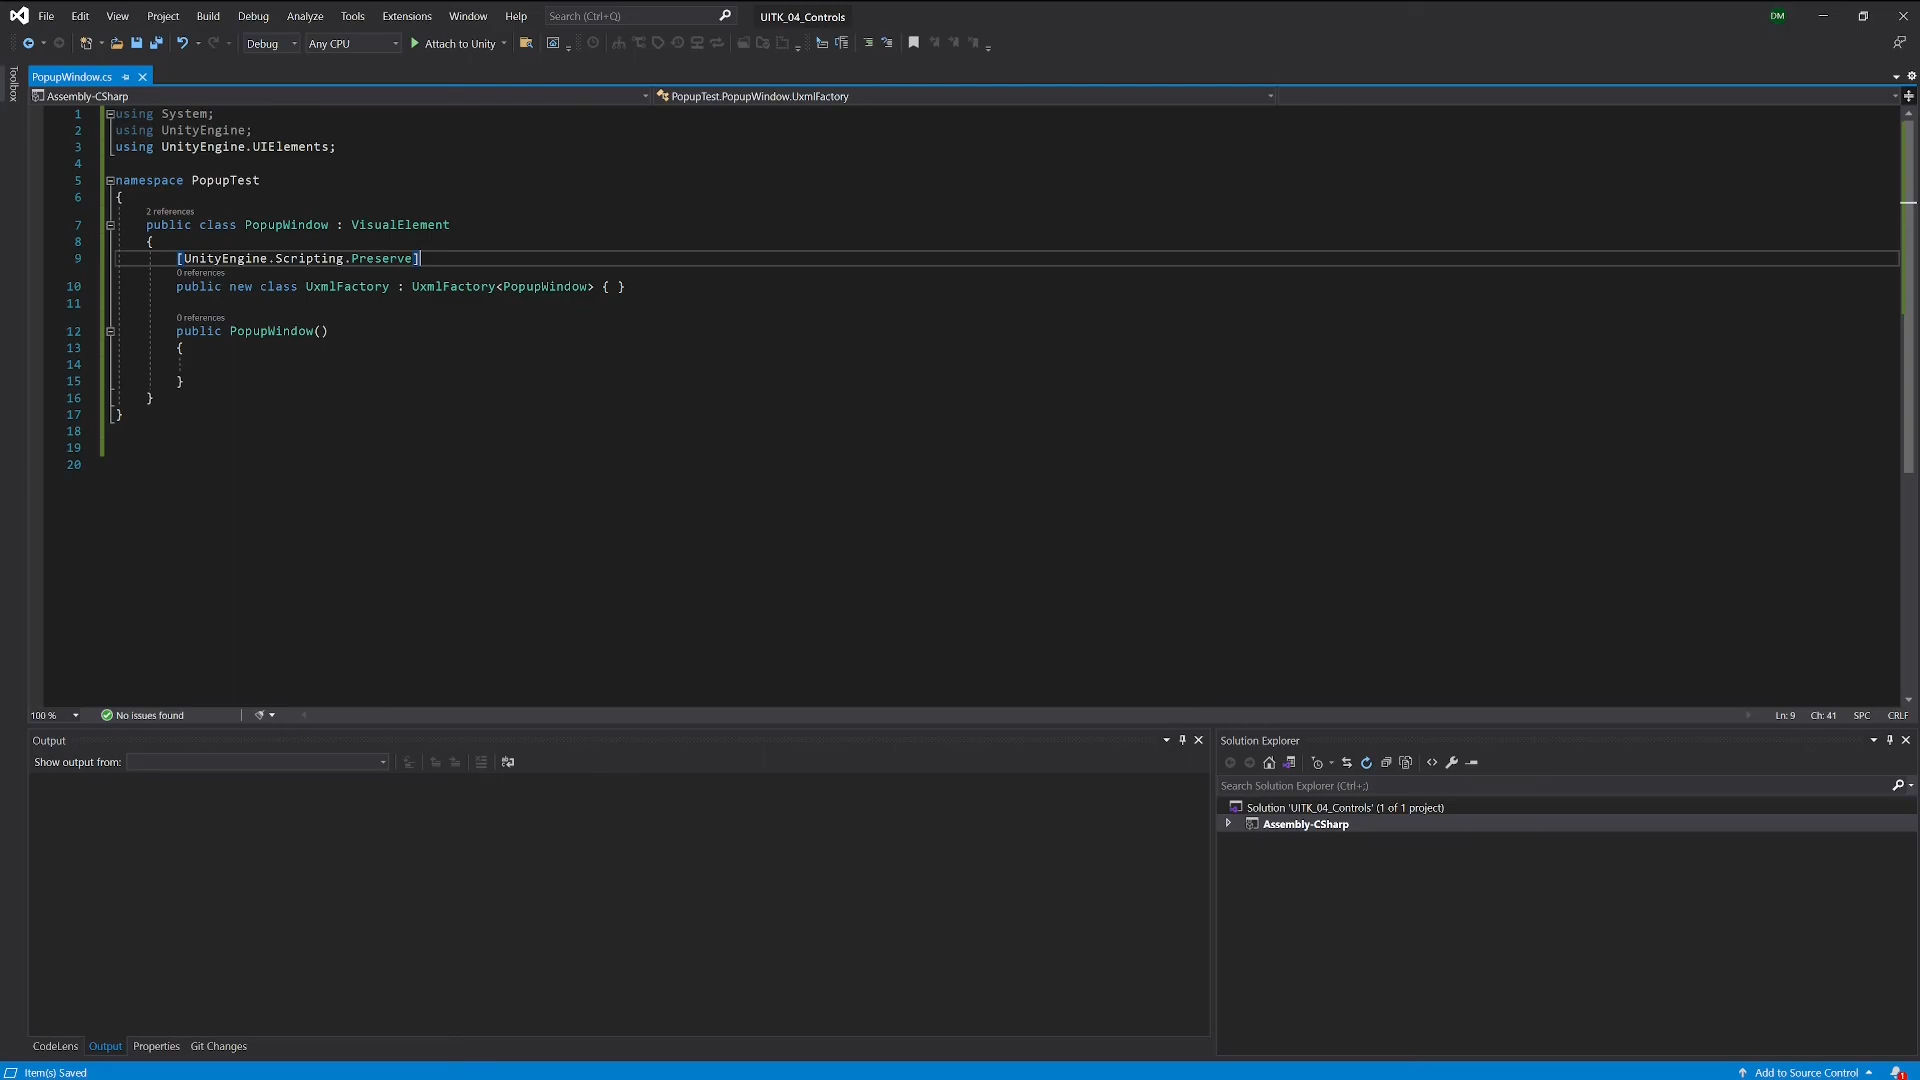 File Edit View Project Build Debug Analyze Tools Extensions Window Help Search (Ctrl+Q) UITK_04_Controls DM
Debug Any CPU Attach to Unity
Toolbox
PopupWindow.cs
Assembly-CSharp PopupTest.PopupWindow.UxmlFactory
1 using System;
2 using UnityEngine;
3 using UnityEngine.UIElements;
4
5 namespace PopupTest
6 {
2 references
7 public class PopupWindow : VisualElement
8 {
9 [UnityEngine.Scripting.Preserve]
0 references
10 public new class UxmlFactory : UxmlFactory<PopupWindow> { }
11
0 references
12 public PopupWindow()
13 {
14
15 }
16 }
17 }
18
19
20
100 % No issues found Ln: 9 Ch: 41 SPC CRLF
Output
Show output from:
Solution Explorer
Search Solution Explorer (Ctrl+;)
Solution 'UITK_04_Controls' (1 of 1 project)
Assembly-CSharp
CodeLens Output Properties Git Changes
Item(s) Saved Add to Source Control 1